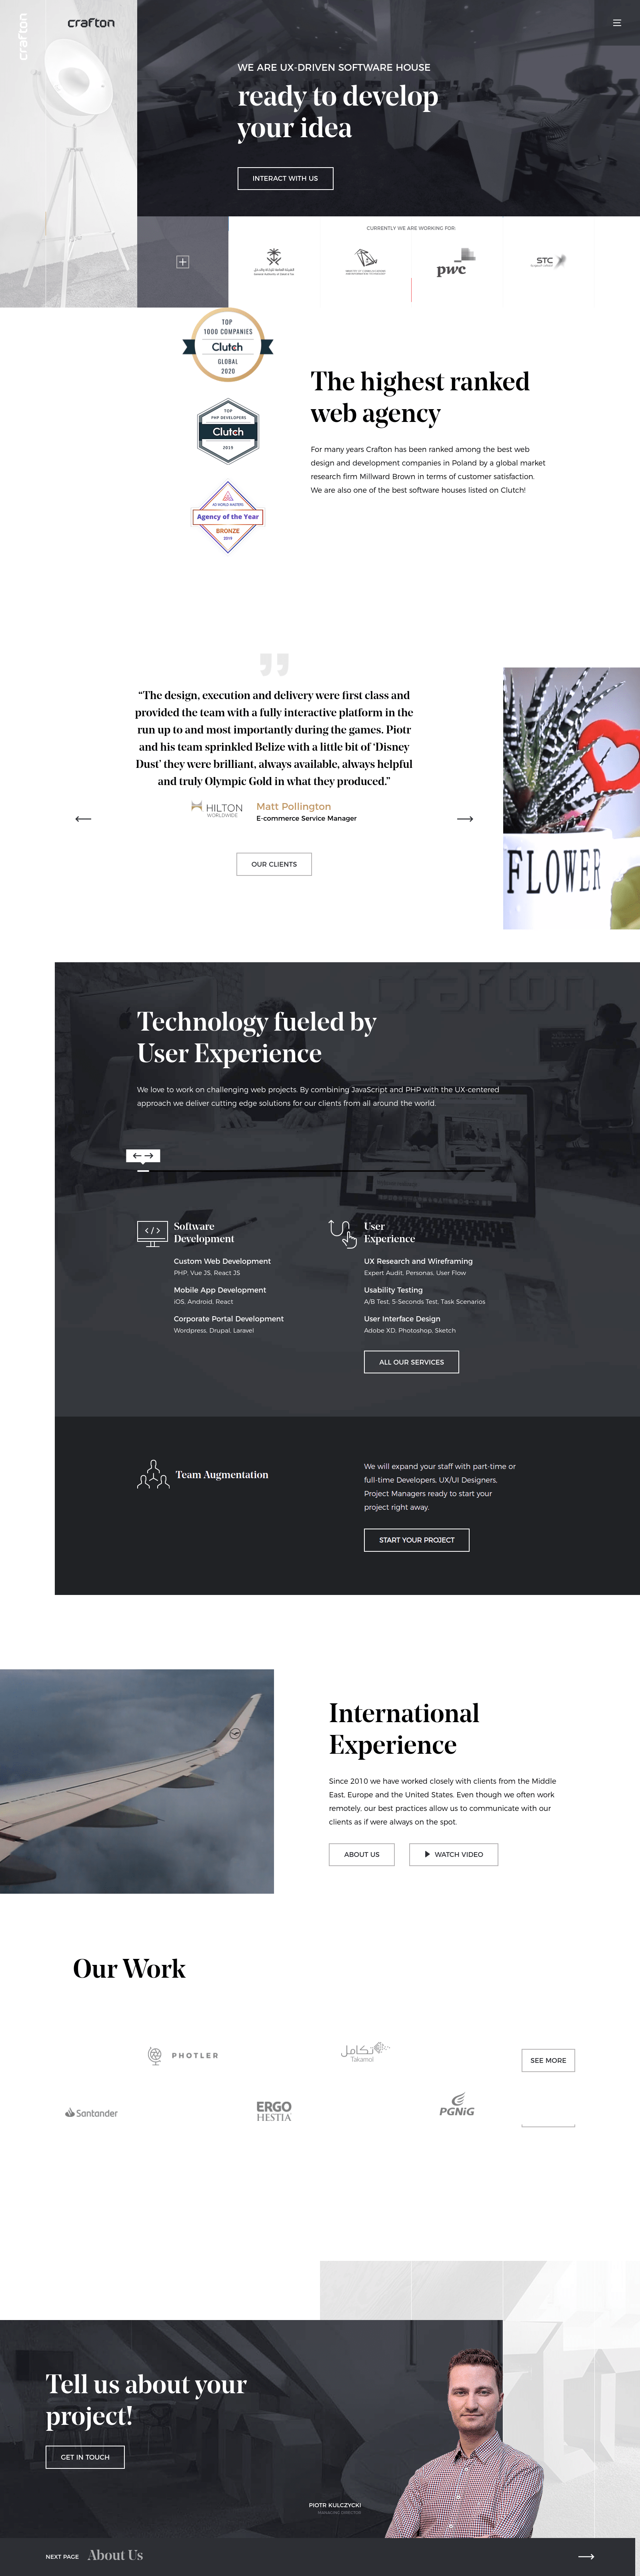 crafton
crafton
WE ARE UX-DRIVEN SOFTWARE HOUSE
ready to develop
your idea
INTERACT WITH US
CURRENTLY WE ARE WORKING FOR:
pwc
STC
TOP
1000 COMPANIES
Clutch
GLOBAL
2020
TOP
PHP DEVELOPERS
Clutch
2019
AD WORLD MASTERS
Agency of the Year
BRONZE
2019
The highest ranked
web agency
For many years Crafton has been ranked among the best web
design and development companies in Poland by a global market
research firm Millward Brown in terms of customer satisfaction.
We are also one of the best software houses listed on Clutch!
“The design, execution and delivery were first class and
provided the team with a fully interactive platform in the
run up to and most importantly during the games. Piotr
and his team sprinkled Belize with a little bit of ‘Disney
Dust’ they were brilliant, always available, always helpful
and truly Olympic Gold in what they produced.”
HILTON
WORLDWIDE
Matt Pollington
E-commerce Service Manager
OUR CLIENTS
FLOWER
crafton
Technology fueled by
User Experience
We love to work on challenging web projects. By combining JavaScript and PHP with the UX-centered
approach we deliver cutting edge solutions for our clients from all around the world.
Software
Development
Custom Web Development
PHP, Vue JS, React JS
Mobile App Development
iOS, Android, React
Corporate Portal Development
Wordpress, Drupal, Laravel
User
Experience
UX Research and Wireframing
Expert Audit, Personas, User Flow
Usability Testing
A/B Test, 5-Seconds Test, Task Scenarios
User Interface Design
Adobe XD, Photoshop, Sketch
ALL OUR SERVICES
Team Augmentation
We will expand your staff with part-time or
full-time Developers, UX/UI Designers,
Project Managers ready to start your
project right away.
START YOUR PROJECT
International
Experience
Since 2010 we have worked closely with clients from the Middle
East, Europe and the United States. Even though we often work
remotely, our best practices allow us to communicate with our
clients as if were always on the spot.
ABOUT US
WATCH VIDEO
Our Work
PHOTLER
تكامل
Takamol
SEE MORE
Santander
ERGO
HESTIA
PGNiG
Tell us about your
project!
GET IN TOUCH
PIOTR KULCZYCKI
MANAGING DIRECTOR
NEXT PAGE About Us